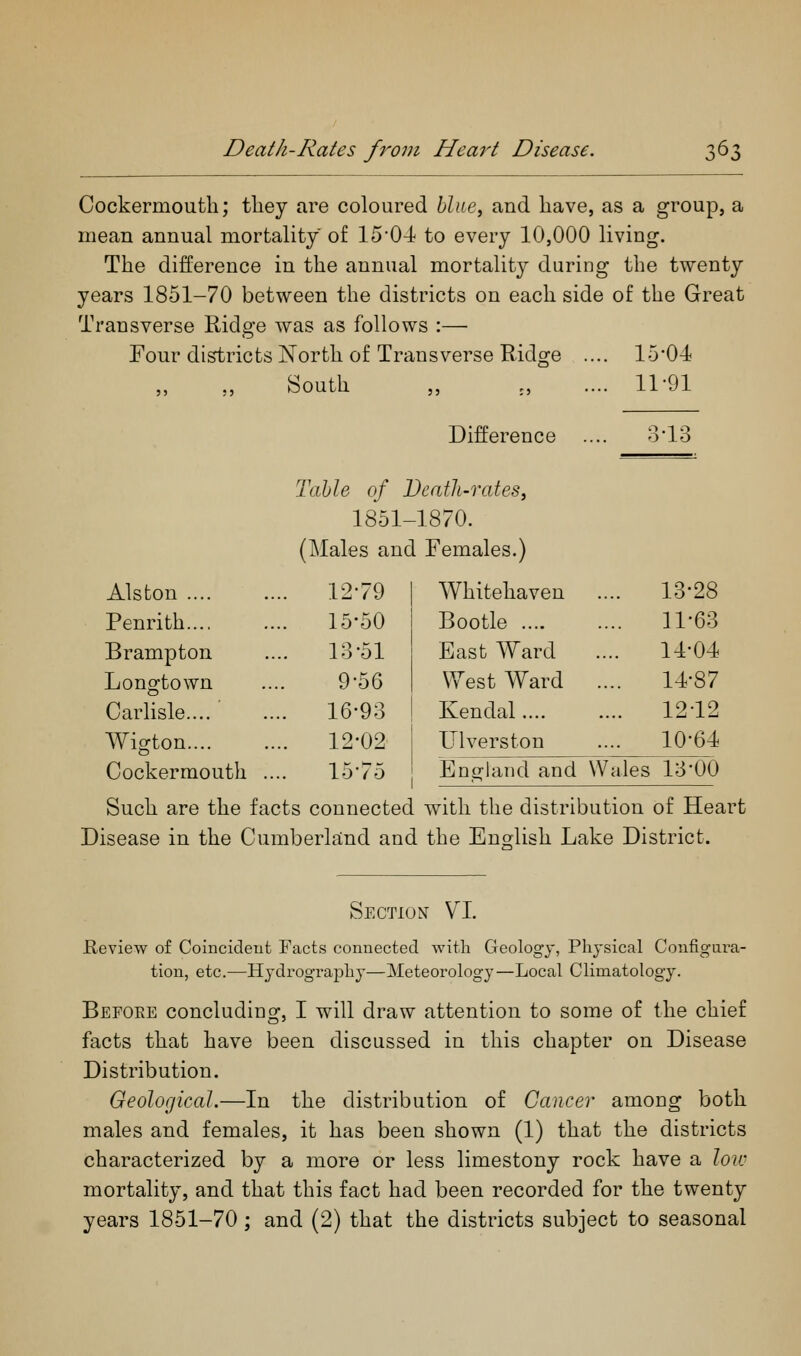 Death-Rates from Heart Disease. 363
Cockermouth; they are coloured blue, and have, as a group, a
mean annual mortality of 15·04 to every 10,000 living.
The difference in the annual mortality during the twenty
years 1851–70 between the districts on each side of the Great
Transverse Ridge was as follows :—
Four districts North of Transverse Ridge .... 15·04
„ „ South „ „ .... 11·91
Difference .... 3·13
Table of Death-rates,
1851–1870.
(Males and Females.)
Alston .... .... 12·79 Whitehaven .... 13·28
Penrith.... .... 15·50 Bootle .... .... 11·63
Brampton .... 13·51 East Ward .... 14·04
Longtown .... 9·56 West Ward .... 14·87
Carlisle.... .... 16·93 Kendal .... .... 12·12
Wigton.... .... 12·02 Ulverston .... 10·64
Cockermouth .... 15·75 England and Wales 13·00
Such are the facts connected with the distribution of Heart
Disease in the Cumberland and the English Lake District.
Section VI.
Review of Coincident Facts connected with Geology, Physical Configura-
tion, etc.—Hydrography—Meteorology—Local Climatology.
Before concluding, I will draw attention to some of the chief
facts that have been discussed in this chapter on Disease
Distribution.
Geological.—In the distribution of Cancer among both
males and females, it has been shown (1) that the districts
characterized by a more or less limestony rock have a low
mortality, and that this fact had been recorded for the twenty
years 1851–70 ; and (2) that the districts subject to seasonal